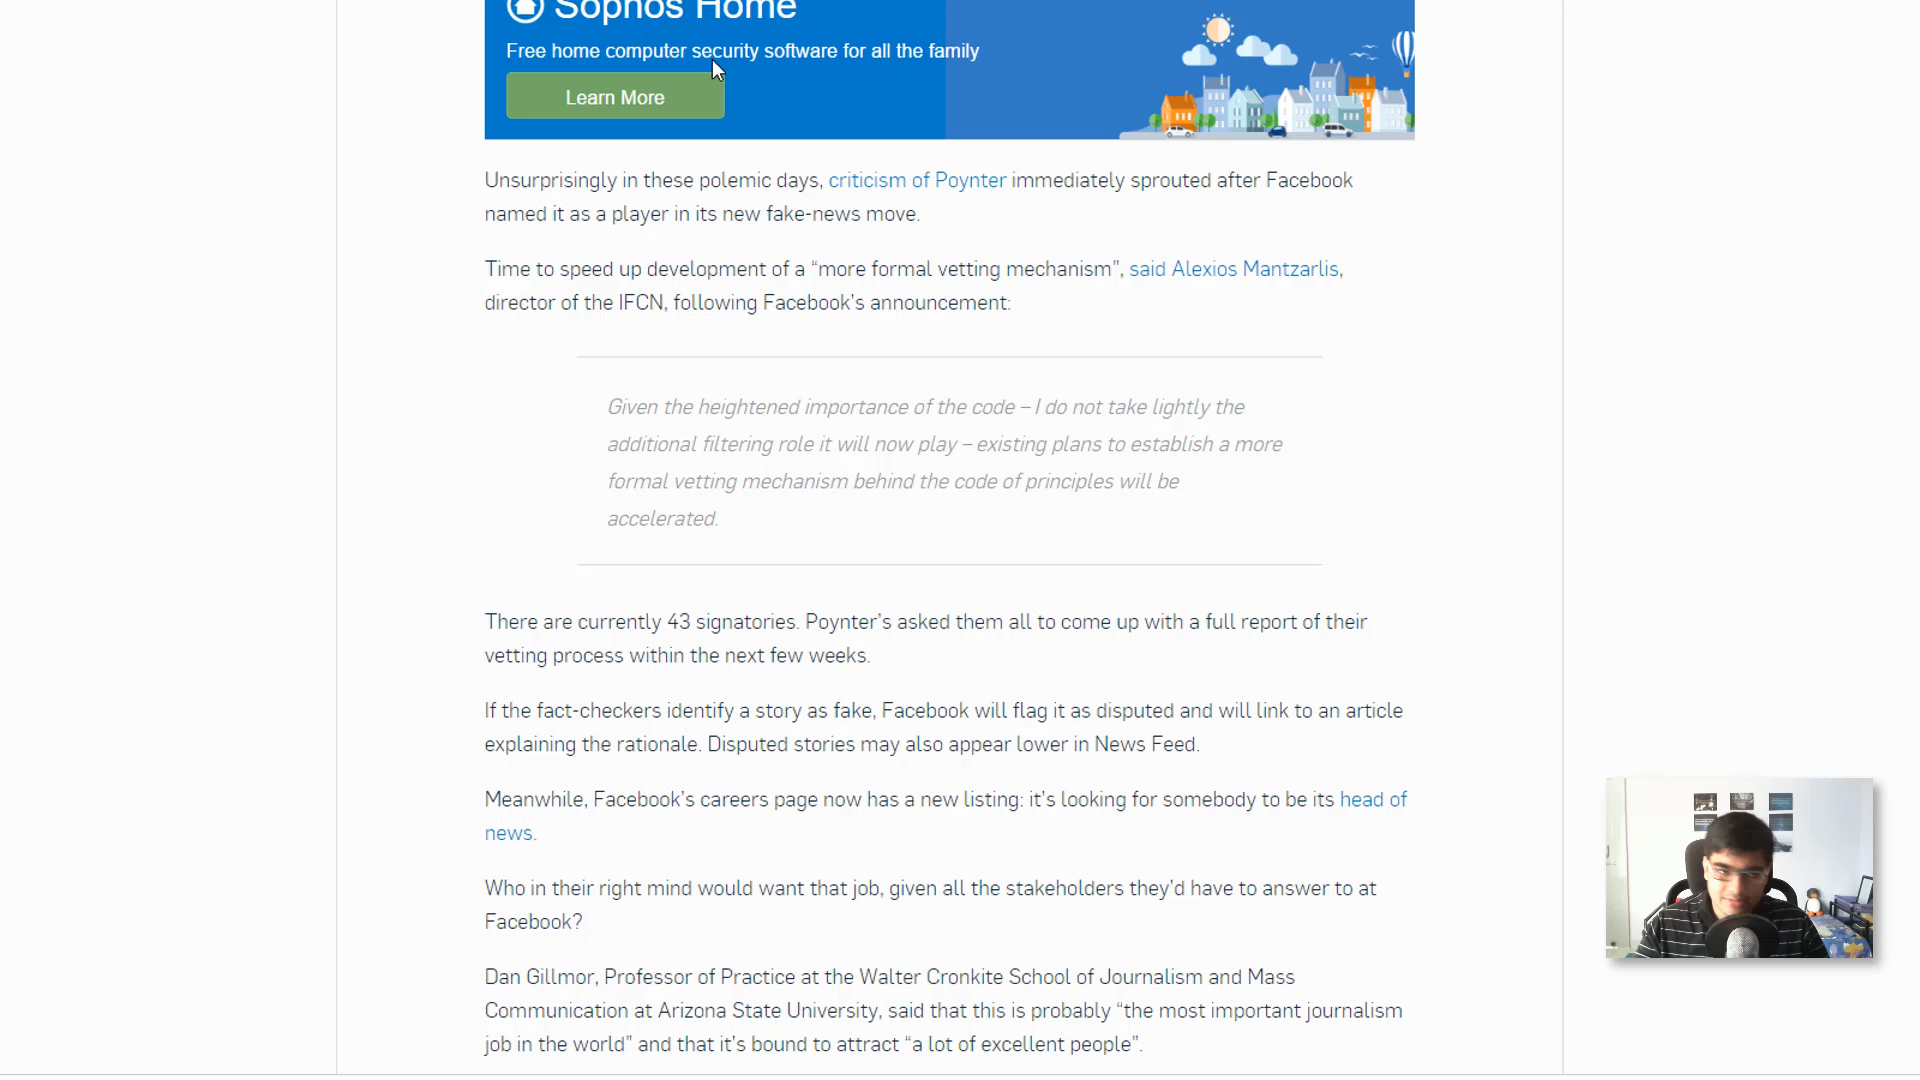 Sophos Home
Free home computer security software for all the family
Learn More
Unsurprisingly in these polemic days, criticism of Poynter immediately sprouted after Facebook
named it as a player in its new fake-news move.
Time to speed up development of a “more formal vetting mechanism”, said Alexios Mantzarlis,
director of the IFCN, following Facebook’s announcement:
Given the heightened importance of the code – I do not take lightly the
additional filtering role it will now play – existing plans to establish a more
formal vetting mechanism behind the code of principles will be
accelerated.
There are currently 43 signatories. Poynter’s asked them all to come up with a full report of their
vetting process within the next few weeks.
If the fact-checkers identify a story as fake, Facebook will flag it as disputed and will link to an article
explaining the rationale. Disputed stories may also appear lower in News Feed.
Meanwhile, Facebook’s careers page now has a new listing: it’s looking for somebody to be its head of
news.
Who in their right mind would want that job, given all the stakeholders they’d have to answer to at
Facebook?
Dan Gillmor, Professor of Practice at the Walter Cronkite School of Journalism and Mass
Communication at Arizona State University, said that this is probably “the most important journalism
job in the world” and that it’s bound to attract “a lot of excellent people”.